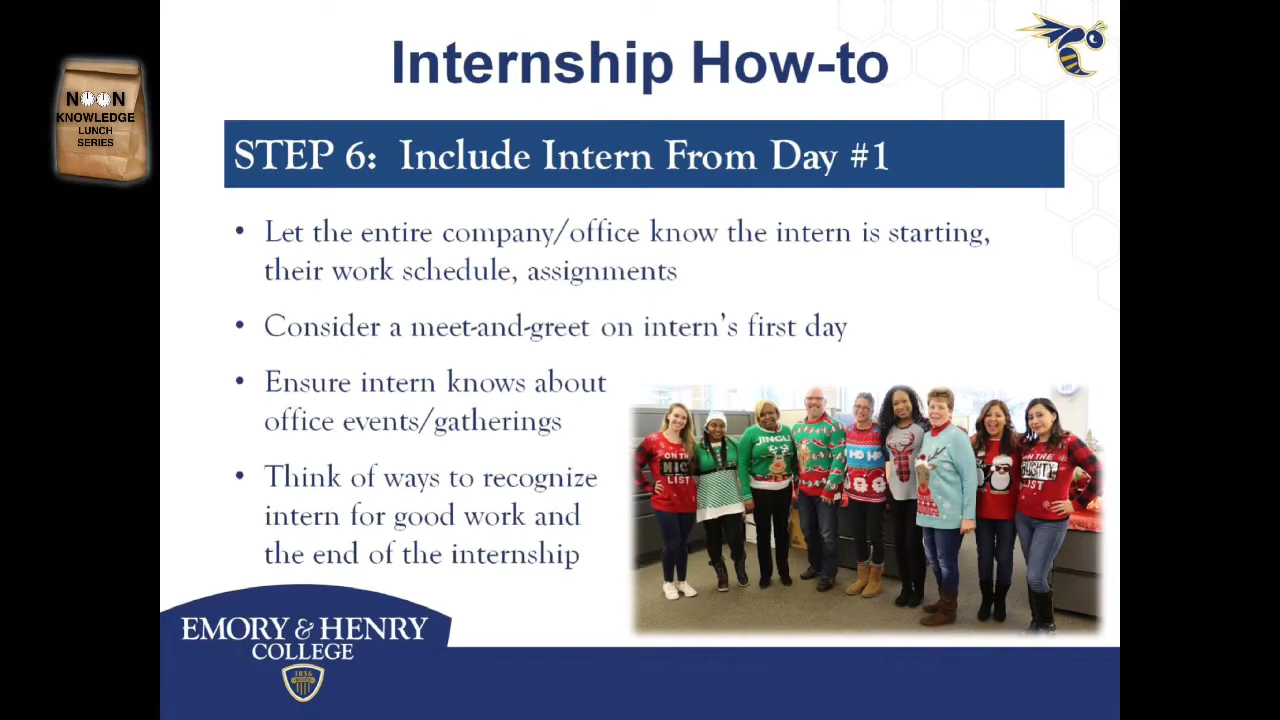 Internship How-to
NOON
KNOWLEDGE
LUNCH
SERIES
STEP 6: Include Intern From Day #1
• Let the entire company/office know the intern is starting,
their work schedule, assignments
• Consider a meet-and-greet on intern's first day
• Ensure intern knows about
office events/gatherings
• Think of ways to recognize
intern for good work and
the end of the internship
JINGL
ON THE
LIST
HO HO
ON THE
LIST
EMORY & HENRY
COLLEGE
1836